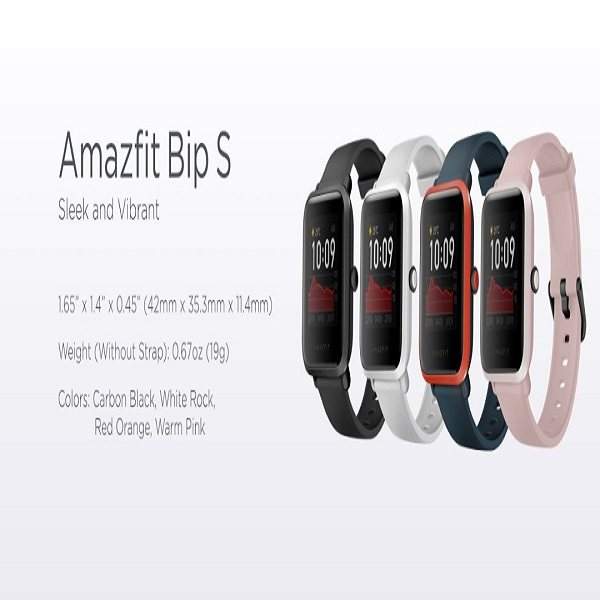 Amazfit Bip S
Sleek and Vibrant
1.65" x 1.4" x 0.45" (42mm x 35.3mm x 11.4mm)
Weight (Without Strap): 0.67oz (19g)
Colors: Carbon Black, White Rock,
Red Orange, Warm Pink
10:09
10:09
10:09
10:09